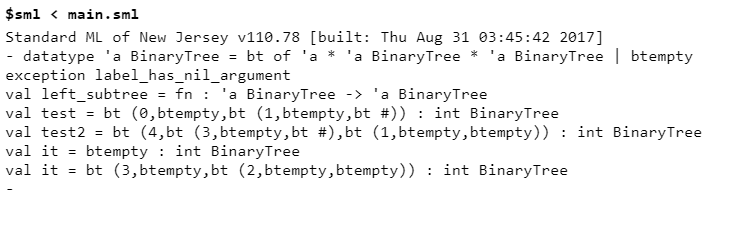 $sml < main.sml
Standard ML of New Jersey v110.78 [built: Thu Aug 31 03:45:42 2017]
- datatype 'a BinaryTree = bt of 'a * 'a BinaryTree * 'a BinaryTree | btempty
exception label_has_nil_argument
val left_subtree = fn : 'a BinaryTree -> 'a BinaryTree
val test = bt (0,btempty,bt (1,btempty,bt #)) : int BinaryTree
val test2 = bt (4,bt (3,btempty,bt #),bt (1,btempty,btempty)) : int BinaryTree
val it = btempty : int BinaryTree
val it = bt (3,btempty,bt (2,btempty,btempty)) : int BinaryTree
-